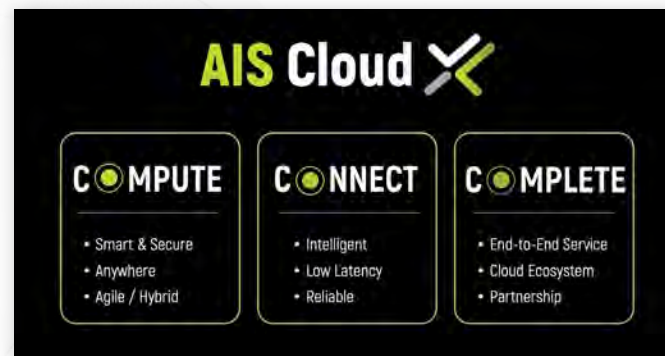 AIS Cloud X
COMPUTE
• Smart & Secure
• Anywhere
• Agile / Hybrid
CONNECT
• Intelligent
• Low Latency
• Reliable
COMPLETE
• End-to-End Service
• Cloud Ecosystem
• Partnership